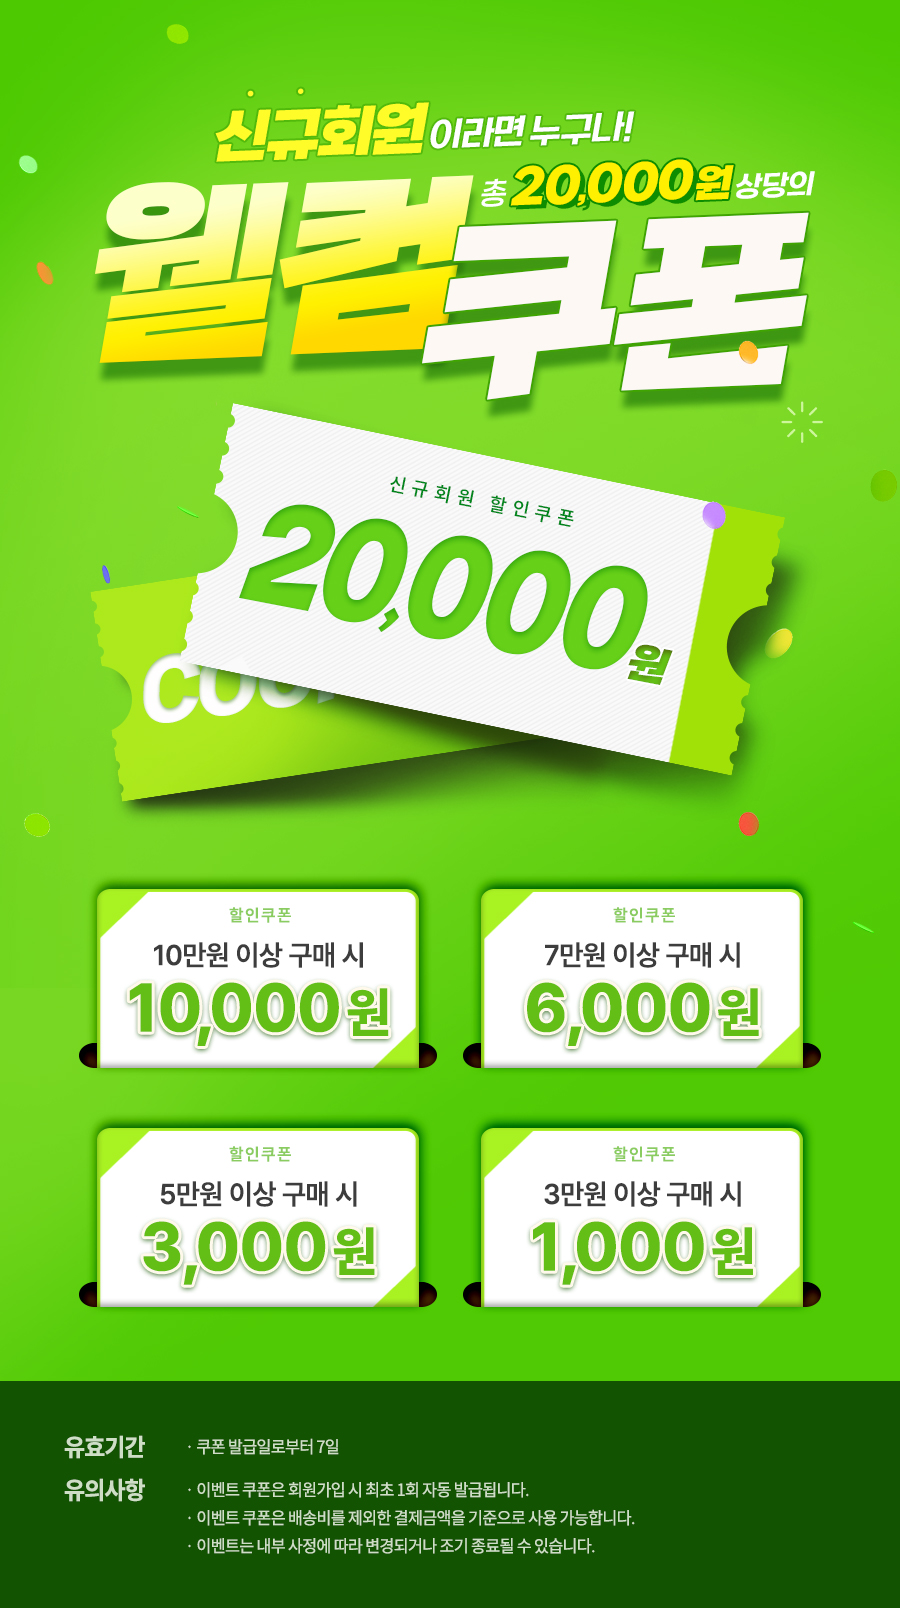 신규회원이라면 누구나!
총 20,000원 상당의
웰컴쿠폰
신규회원 할인쿠폰
20,000원
할인쿠폰
10만원 이상 구매 시
10,000원
할인쿠폰
7만원 이상 구매 시
6,000원
할인쿠폰
5만원 이상 구매 시
3,000원
할인쿠폰
3만원 이상 구매 시
1,000원
유효기간
· 쿠폰 발급일로부터 7일
유의사항
· 이벤트 쿠폰은 회원가입 시 최초 1회 자동 발급됩니다.
· 이벤트 쿠폰은 배송비를 제외한 결제금액을 기준으로 사용 가능합니다.
· 이벤트는 내부 사정에 따라 변경되거나 조기 종료될 수 있습니다.